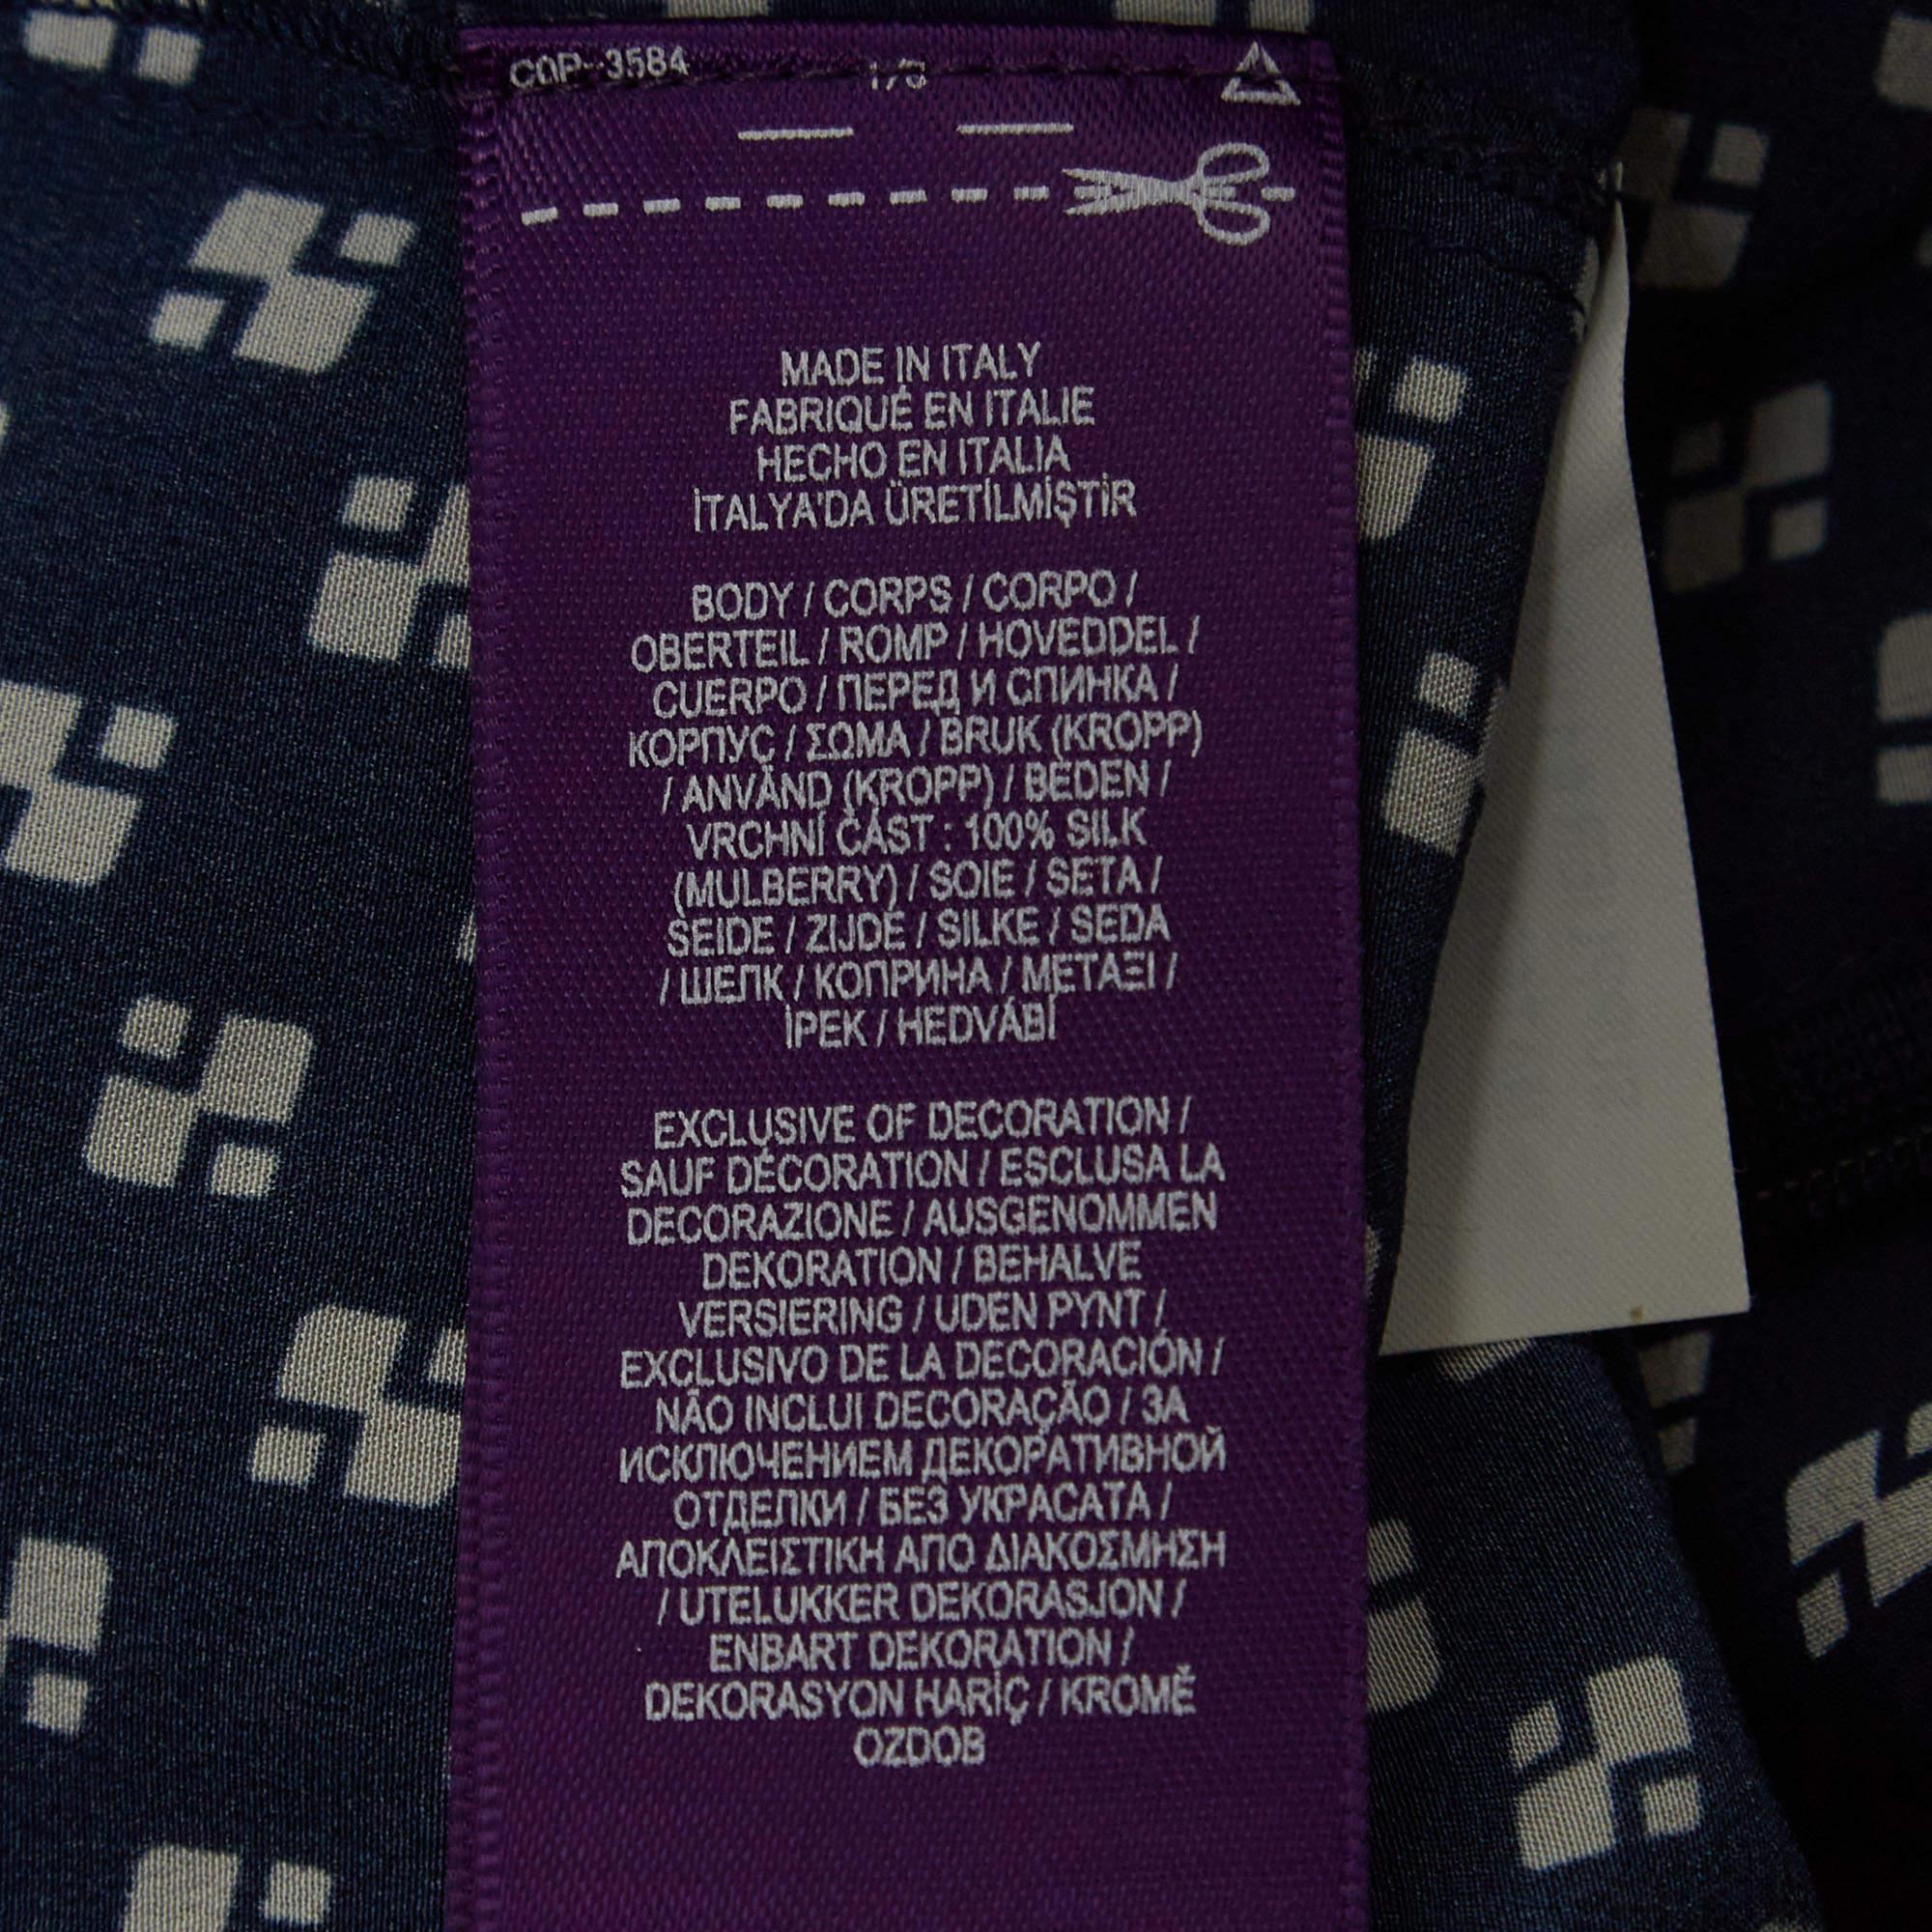 COP-3584
MADE IN ITALY
FABRIQUÉ EN ITALIE
HECHO EN ITALIA
İTALYA'DA ÜRETİLMİŞTİR
BODY / CORPS / CORPO /
OBERTEIL / ROMP / HOVEDDEL /
CUERPO / ПЕРЕД И СПИНКА /
КОРПУС / ΣΩΜΑ / BRUK (KROPP)
/ ANVÄND (KROPP) / BEDEN /
VRCHNÍ ČÁST : 100% SILK
(MULBERRY) / SOIE / SETA /
SEIDE / ZIJDE / SILKE / SEDA
/ ШЕЛК / КОПРИНА / ΜΕΤΑΞΙ /
İPEK / HEDVÁBÍ
EXCLUSIVE OF DECORATION /
SAUF DÉCORATION / ESCLUSA LA
DECORAZIONE / AUSGENOMMEN
DEKORATION / BEHALVE
VERSIERING / UDEN PYNT /
EXCLUSIVO DE LA DECORACIÓN /
NÃO INCLUI DECORAÇÃO / ЗА
ИСКЛЮЧЕНИЕМ ДЕКОРАТИВНОЙ
ОТДЕЛКИ / БЕЗ УКРАСАТА /
ΑΠΟΚΛΕΙΣΤΙΚΗ ΑΠΟ ΔΙΑΚΟΣΜΗΣΗ
/ UTELUKKER DEKORASJON /
ENBART DEKORATION /
DEKORASYON HARİÇ / KROMĚ
OZDOB